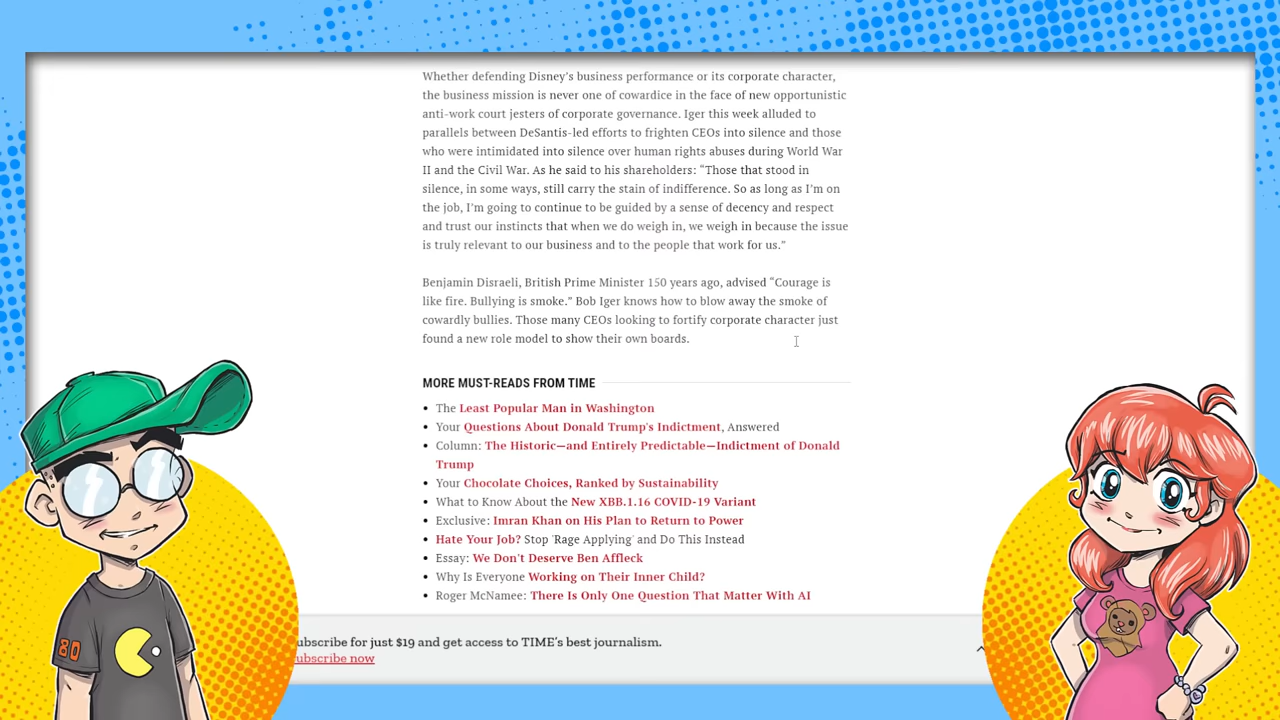 Whether defending Disney's business performance or its corporate character,
the business mission is never one of cowardice in the face of new opportunistic
anti-work court jesters of corporate governance. Iger this week alluded to
parallels between DeSantis-led efforts to frighten CEOs into silence and those
who were intimidated into silence over human rights abuses during World War
II and the Civil War. As he said to his shareholders: “Those that stood in
silence, in some ways, still carry the stain of indifference. So as long as I'm on
the job, I'm going to continue to be guided by a sense of decency and respect
and trust our instincts that when we do weigh in, we weigh in because the issue
is truly relevant to our business and to the people that work for us.”
Benjamin Disraeli, British Prime Minister 150 years ago, advised “Courage is
like fire. Bullying is smoke.” Bob Iger knows how to blow away the smoke of
cowardly bullies. Those many CEOs looking to fortify corporate character just
found a new role model to show their own boards.
MORE MUST-READS FROM TIME
• The Least Popular Man in Washington
• Your Questions About Donald Trump's Indictment, Answered
• Column: The Historic—and Entirely Predictable—Indictment of Donald
Trump
• Your Chocolate Choices, Ranked by Sustainability
• What to Know About the New XBB.1.16 COVID-19 Variant
• Exclusive: Imran Khan on His Plan to Return to Power
• Hate Your Job? Stop 'Rage Applying' and Do This Instead
• Essay: We Don't Deserve Ben Affleck
• Why Is Everyone Working on Their Inner Child?
• Roger McNamee: There Is Only One Question That Matter With AI
ubscribe for just $19 and get access to TIME's best journalism.
ubscribe now
80